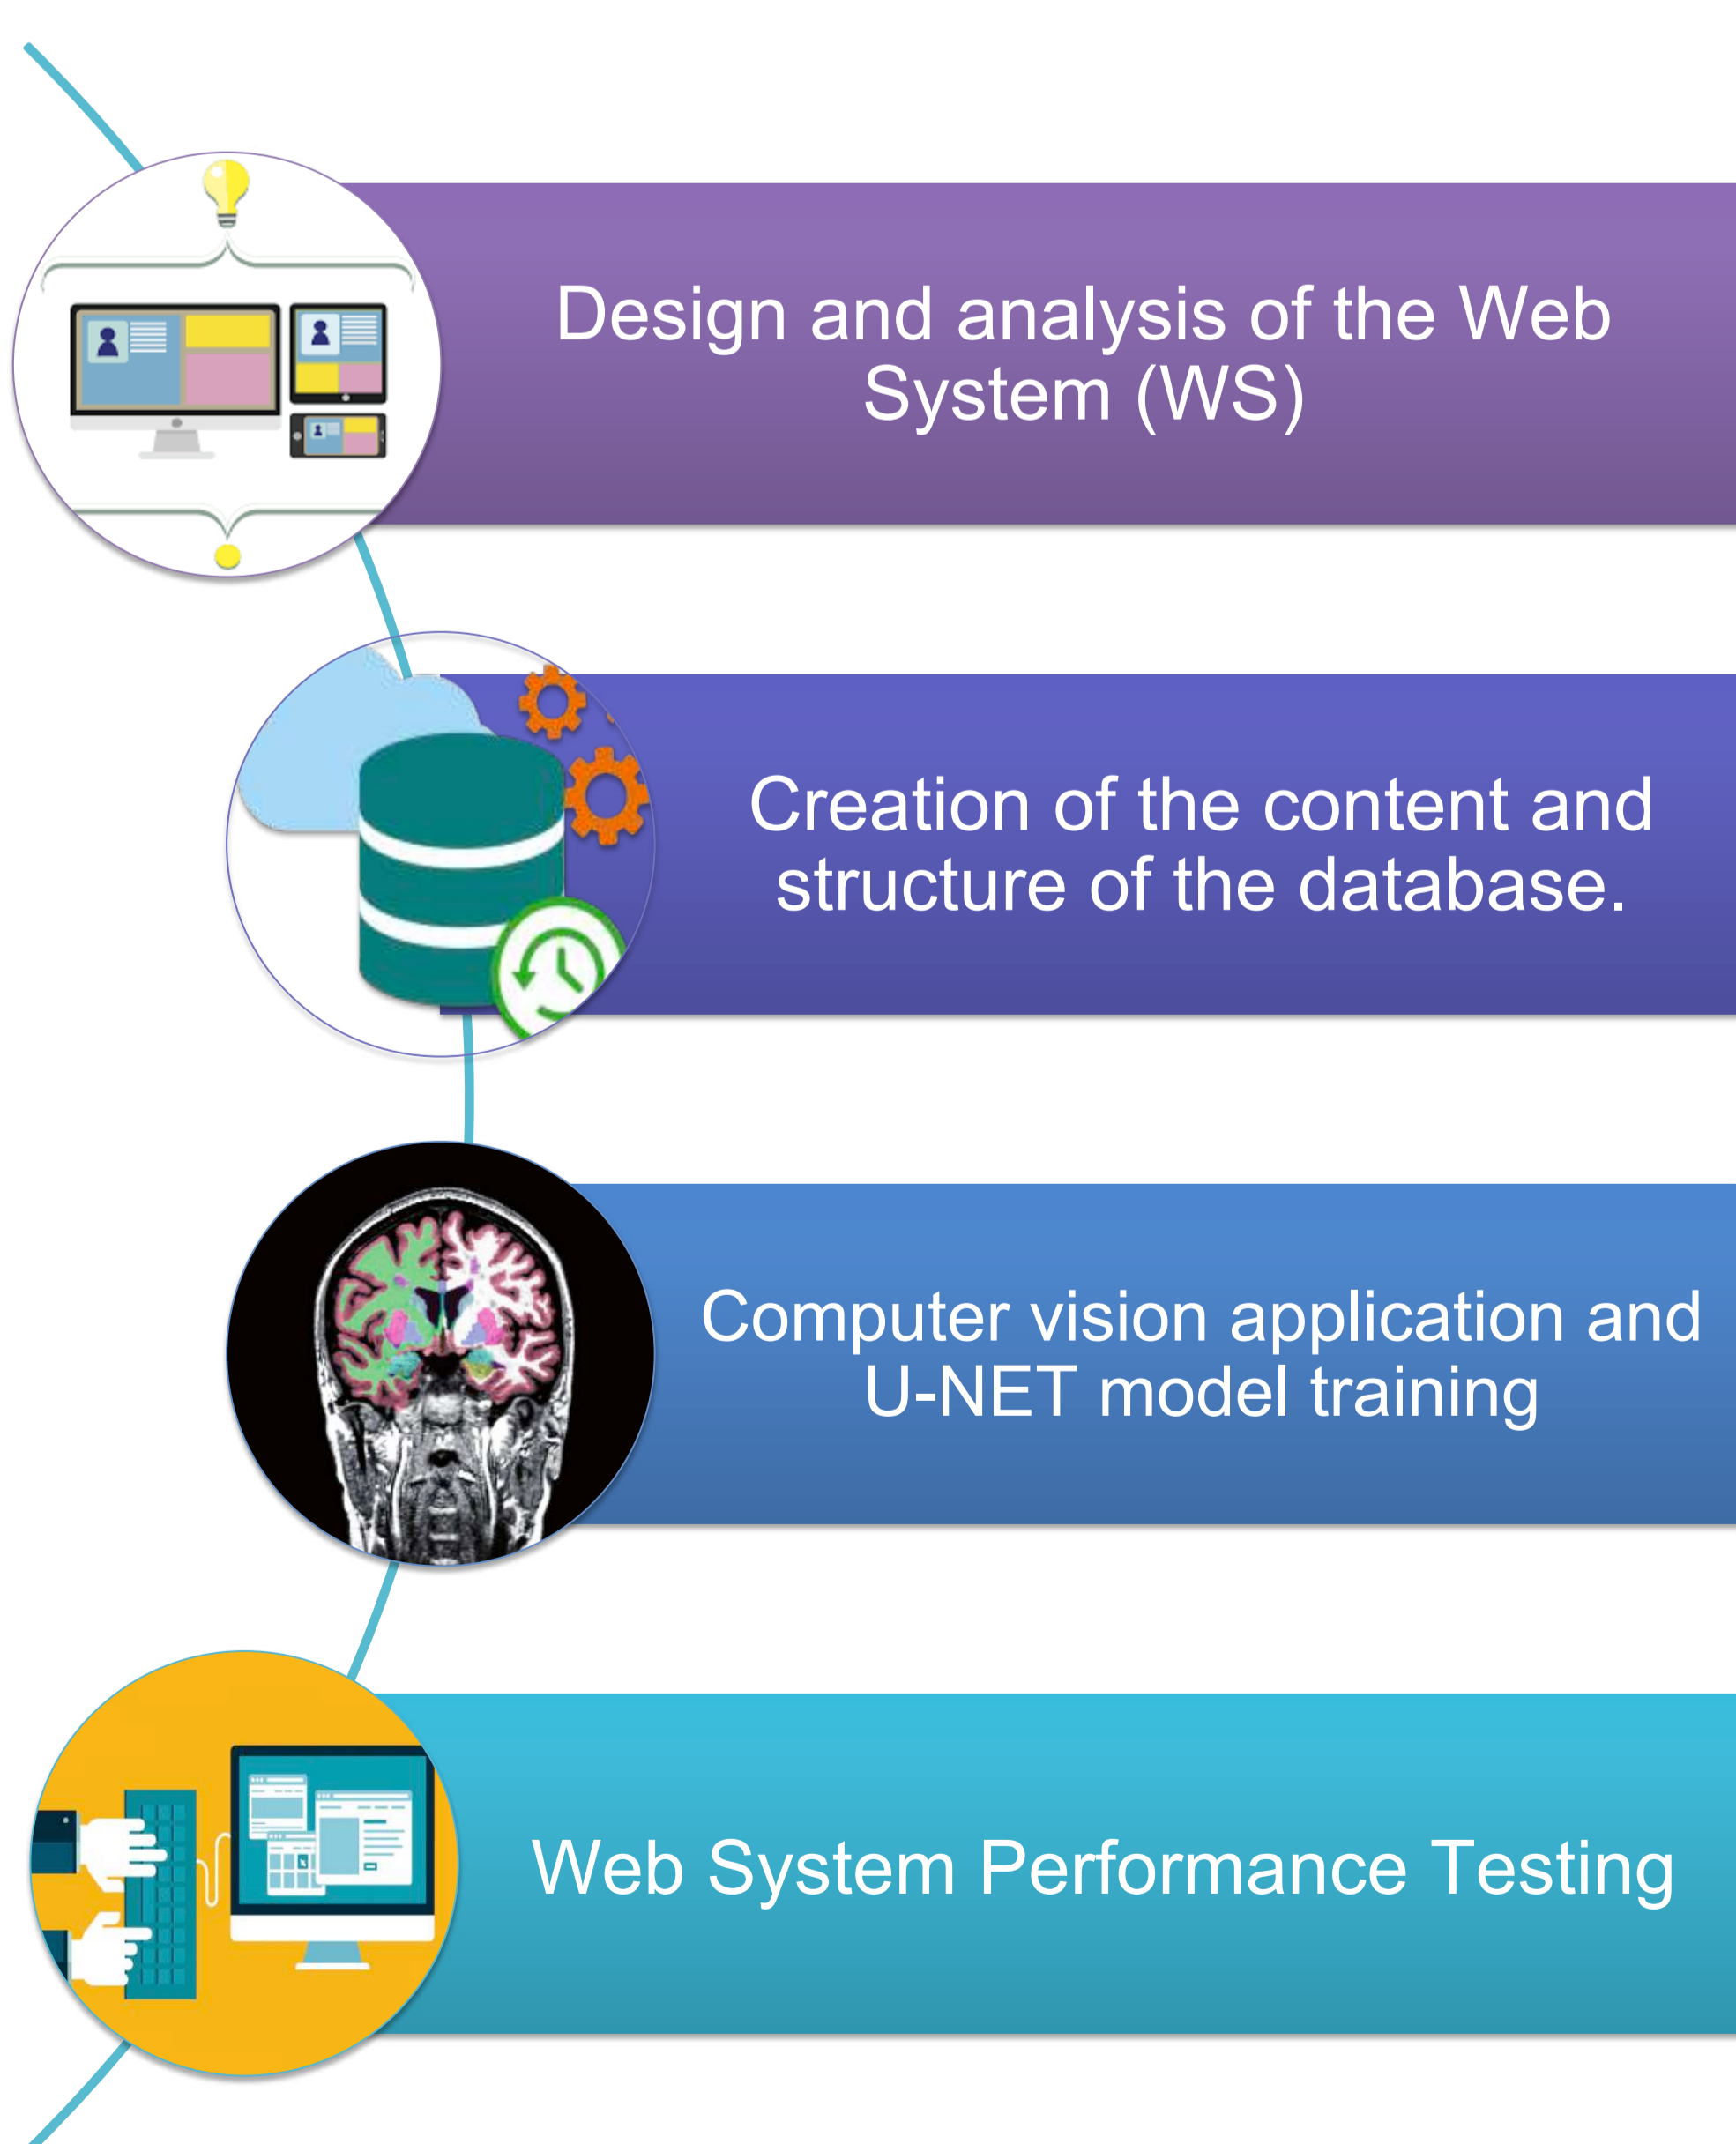 Design and analysis of the Web
System (WS)
Creation of the content and
structure of the database.
Computer vision application and
U-NET model training
Web System Performance Testing